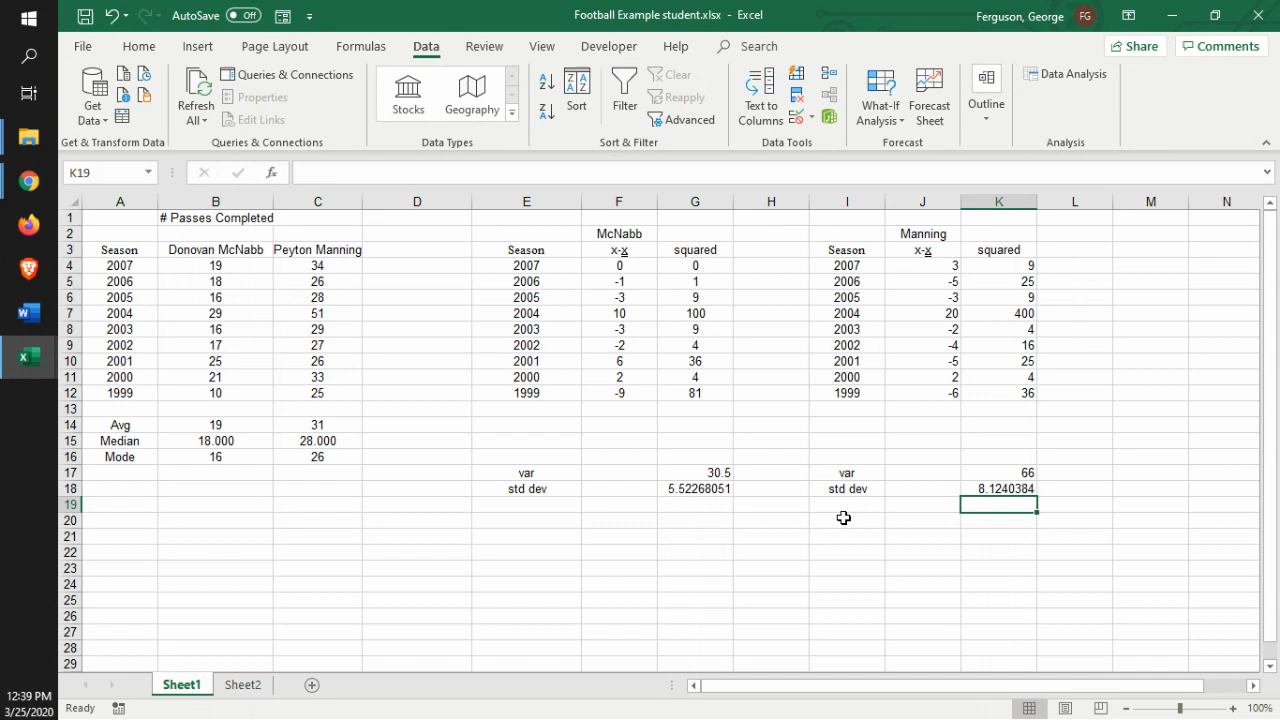 AutoSave Off
Football Example student.xlsx - Excel
Ferguson, George GF
File Home Insert Page Layout Formulas Data Review View Developer Help Search Share Comments
Get Data
Refresh All
Queries & Connections
Properties
Edit Links
Stocks Geography
Sort
Filter
Clear
Reapply
Advanced
Text to Columns
What-If Analysis
Forecast Sheet
Outline
Data Analysis
Get & Transform Data Queries & Connections Data Types Sort & Filter Data Tools Forecast Analysis
K19 fx
A B C D E F G H I J K L M N
1 # Passes Completed
2 McNabb Manning
3 Season Donovan McNabb Peyton Manning Season x-x squared Season x-x squared
4 2007 19 34 2007 0 0 2007 3 9
5 2006 18 26 2006 -1 1 2006 -5 25
6 2005 16 28 2005 -3 9 2005 -3 9
7 2004 29 51 2004 10 100 2004 20 400
8 2003 16 29 2003 -3 9 2003 -2 4
9 2002 17 27 2002 -2 4 2002 -4 16
10 2001 25 26 2001 6 36 2001 -5 25
11 2000 21 33 2000 2 4 2000 2 4
12 1999 10 25 1999 -9 81 1999 -6 36
13
14 Avg 19 31
15 Median 18.000 28.000
16 Mode 16 26
17 var 30.5 var 66
18 std dev 5.52268051 std dev 8.1240384
19
20
21
22
23
24
25
26
27
28
29
Sheet1 Sheet2
Ready 100%
12:39 PM
3/25/2020